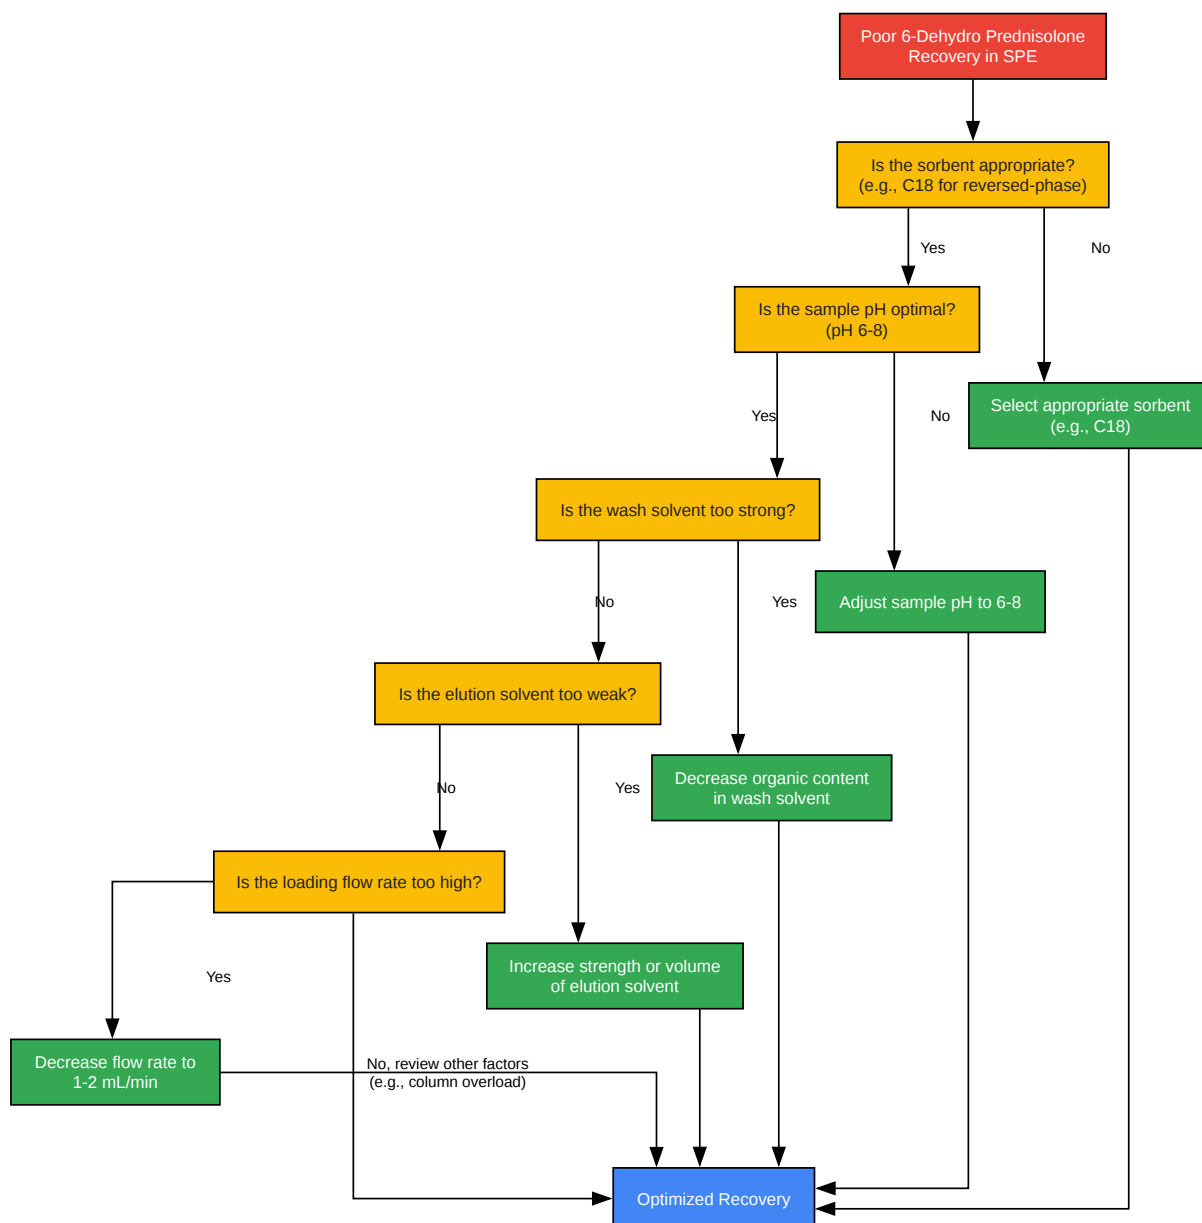 Poor 6-Dehydro Prednisolone
Recovery in SPE
Is the sorbent appropriate?
(e.g., C18 for reversed-phase)
Yes
No
Is the sample pH optimal?
(pH 6-8)
Select appropriate sorbent
(e.g., C18)
Yes
No
Is the wash solvent too strong?
No
Yes
Adjust sample pH to 6-8
Is the elution solvent too weak?
Decrease organic content
in wash solvent
No
Yes
Is the loading flow rate too high?
Increase strength or volume
of elution solvent
Yes
Decrease flow rate to
1-2 mL/min
No, review other factors
(e.g., column overload)
Optimized Recovery